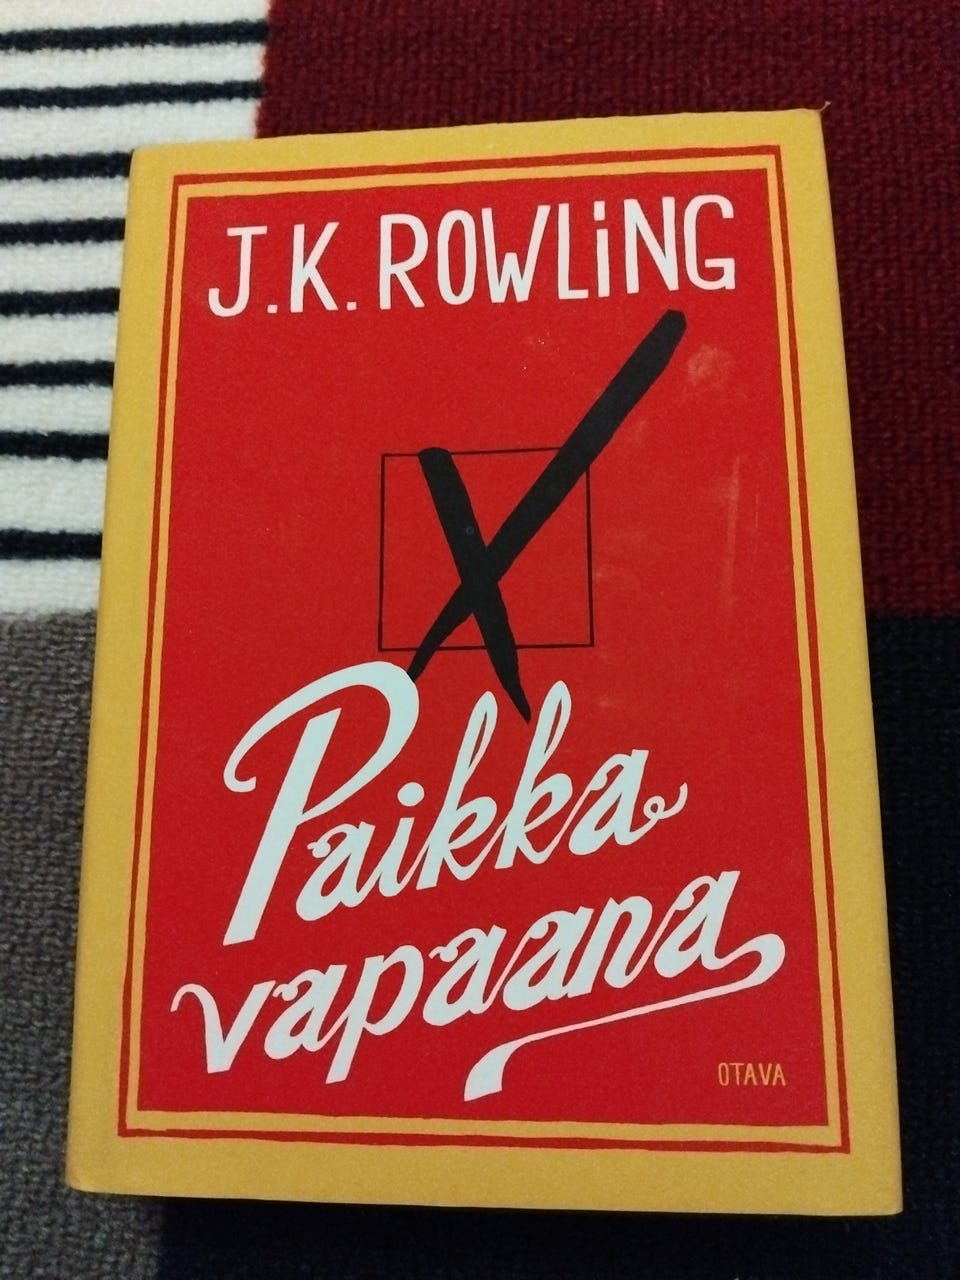 J.K. ROWLiNG
Paikka
vapaana
OTAVA